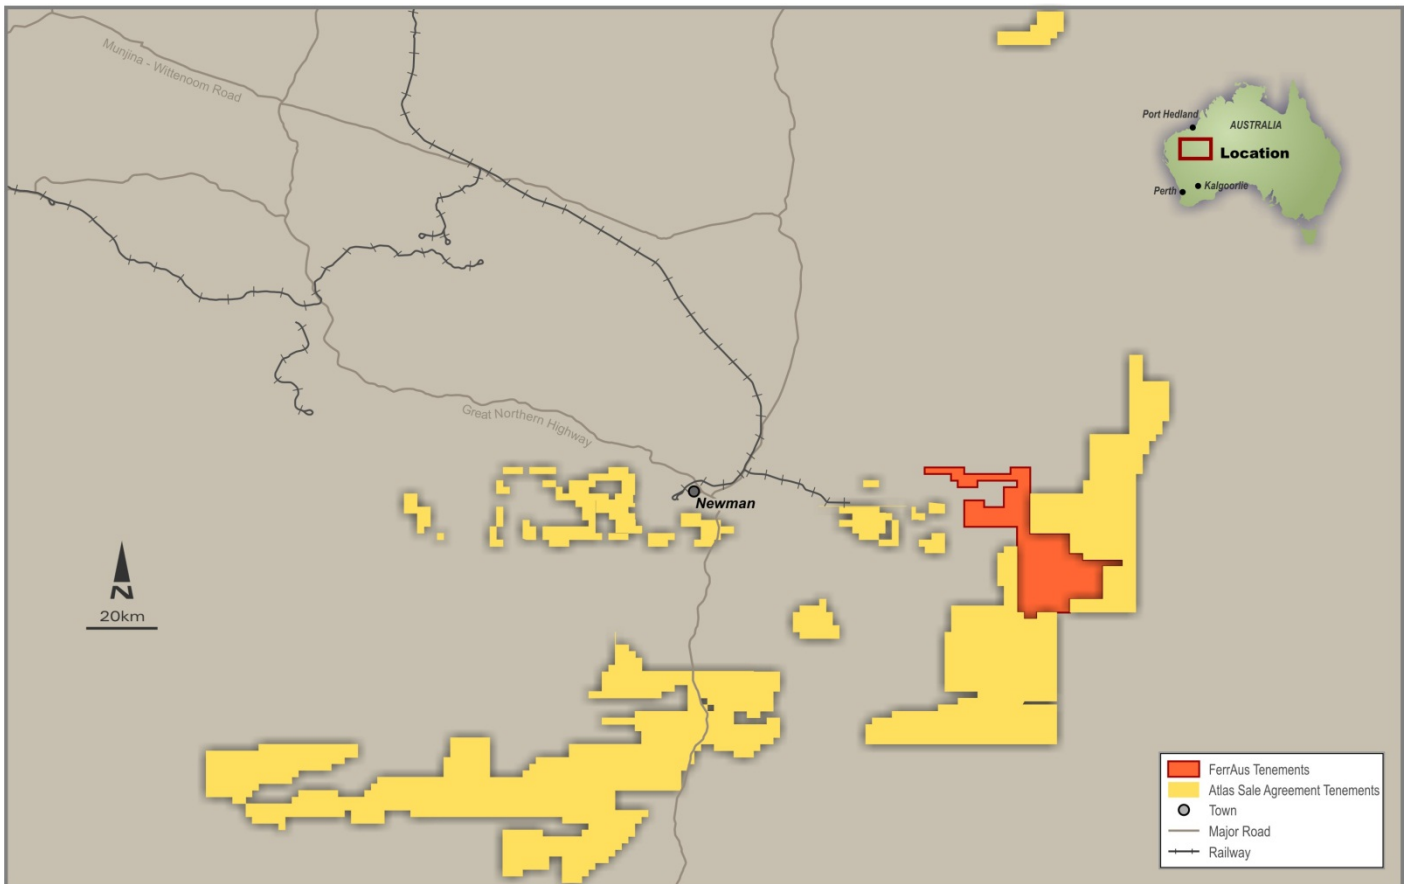 Munjina - Wittenoom Road
Port Hedland
AUSTRALIA
Location
Perth
Kalgoorlie
Great Northern Highway
Newman
N
20km
FerrAus Tenements
Atlas Sale Agreement Tenements
Town
Major Road
Railway